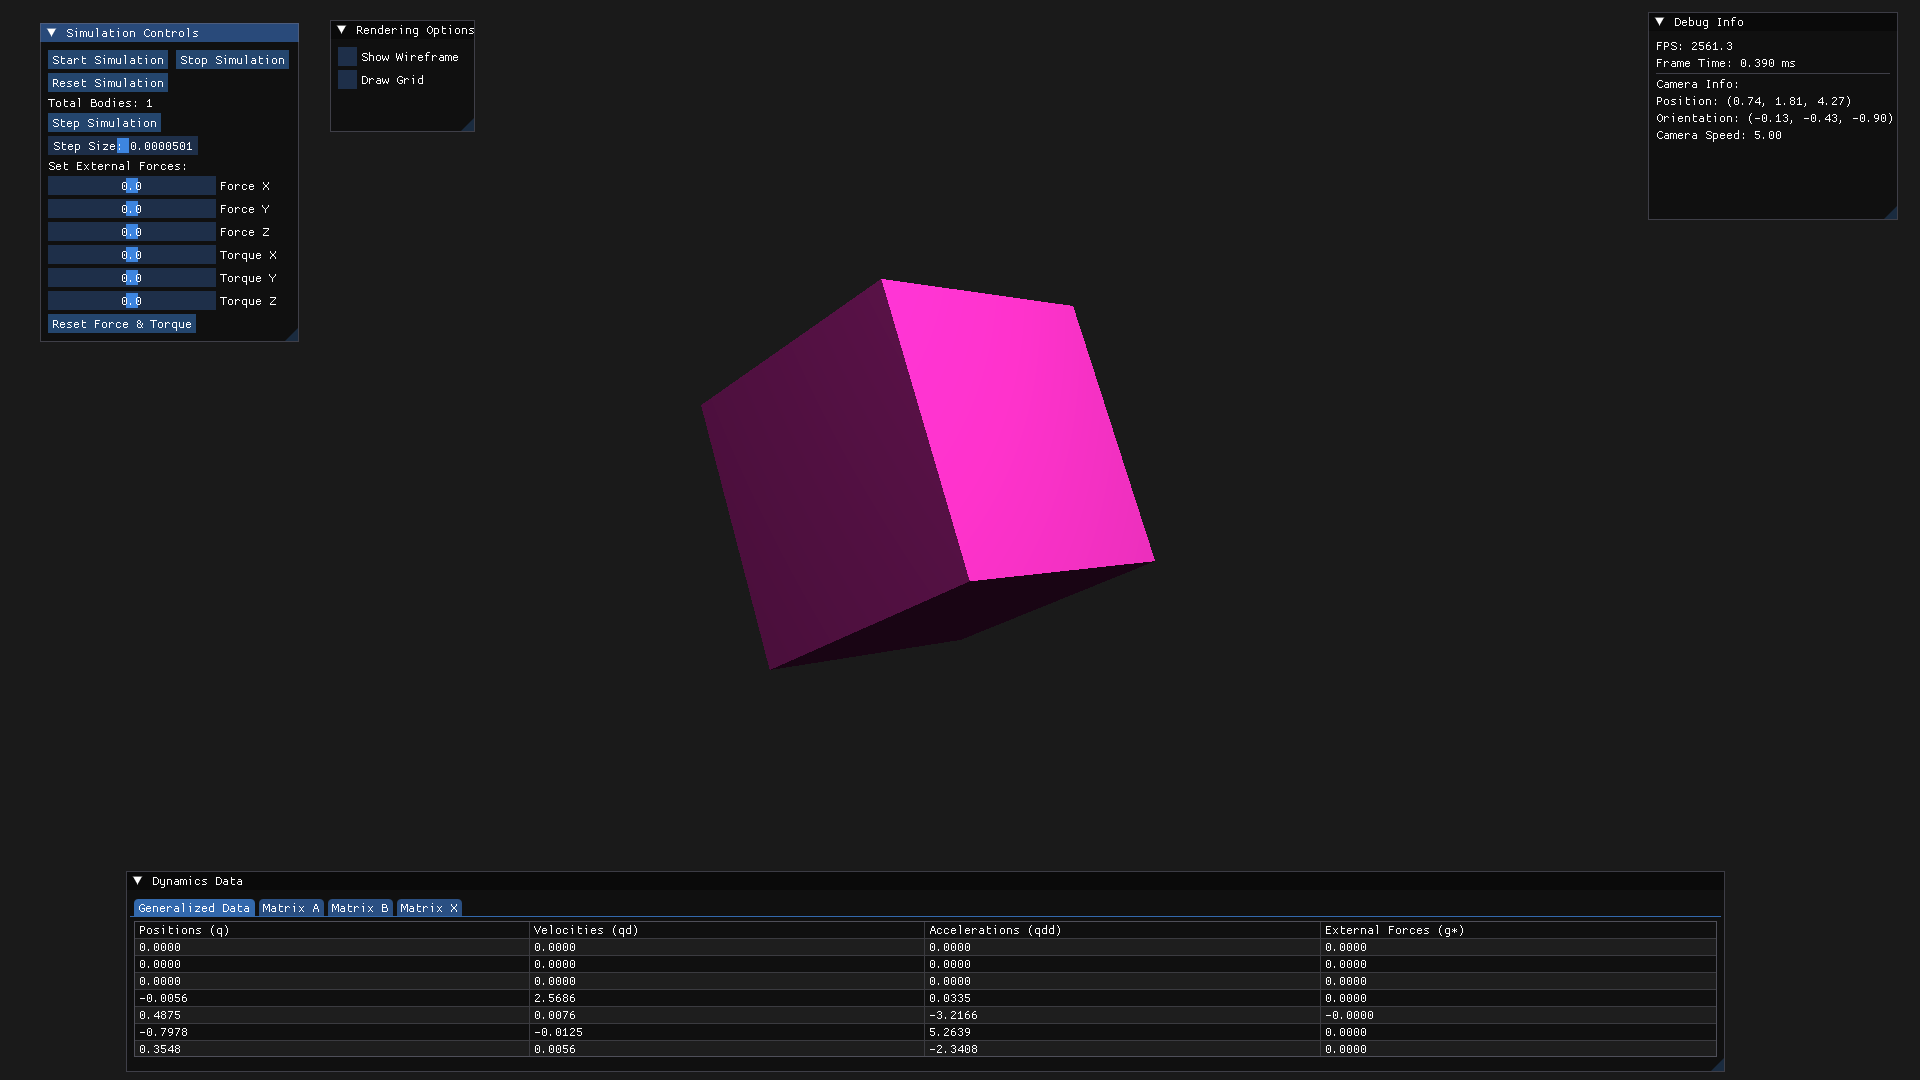 Simulation Controls
Start Simulation Stop Simulation
Reset Simulation
Total Bodies: 1
Step Simulation
Step Size: 0.0000501
Set External Forces:
0.0 Force X
0.0 Force Y
0.0 Force Z
0.0 Torque X
0.0 Torque Y
0.0 Torque Z
Reset Force & Torque
Rendering Options
Show Wireframe
Draw Grid
Debug Info
FPS: 2561.3
Frame Time: 0.390 ms
Camera Info:
Position: (0.74, 1.81, 4.27)
Orientation: (-0.13, -0.43, -0.90)
Camera Speed: 5.00
Dynamics Data
Generalized Data Matrix A Matrix B Matrix X
Positions (q) Velocities (qd) Accelerations (qdd) External Forces (g*)
0.0000 0.0000 0.0000 0.0000
0.0000 0.0000 0.0000 0.0000
0.0000 0.0000 0.0000 0.0000
-0.0056 2.5686 0.0335 0.0000
0.4875 0.0076 -3.2166 -0.0000
-0.7978 -0.0125 5.2639 0.0000
0.3548 0.0056 -2.3408 0.0000